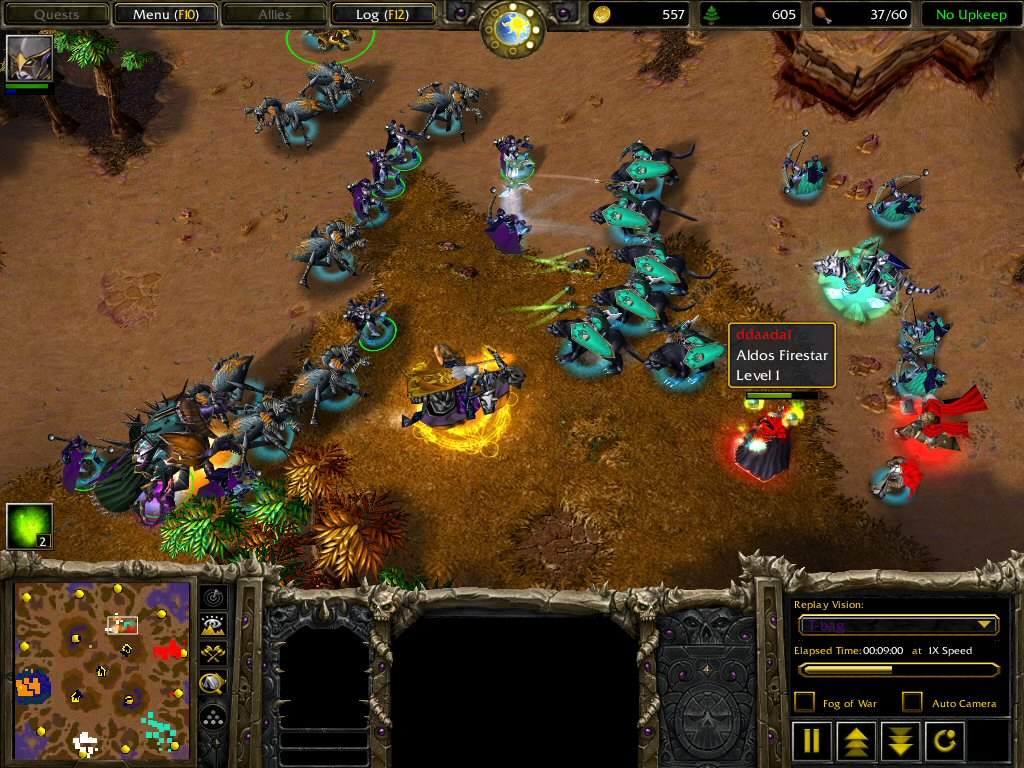 Quests
Menu (F10)
Allies
Log (F12)
557
605
37/60
No Upkeep
ddaadaf
Aldos Firestar
Level 1
2
Replay Vision:
T-bag
Elapsed Time: 00:09:00 at 1X Speed
Fog of War
Auto Camera